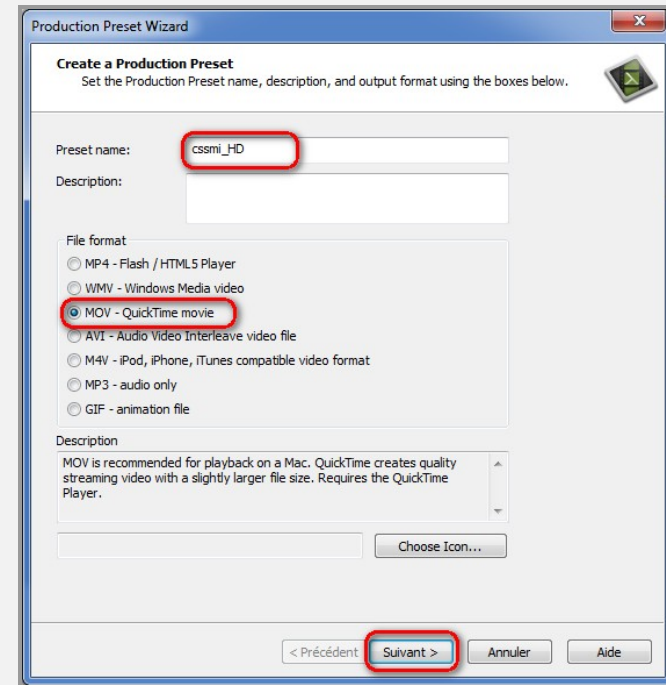 Production Preset Wizard
X
Create a Production Preset
Set the Production Preset name, description, and output format using the boxes below.
Preset name:
cssmi_HD
Description:
File format
MP4 - Flash / HTML5 Player
WMV - Windows Media video
MOV - QuickTime movie
AVI - Audio Video Interleave video file
M4V - iPod, iPhone, iTunes compatible video format
MP3 - audio only
GIF - animation file
Description
MOV is recommended for playback on a Mac. QuickTime creates quality
streaming video with a slightly larger file size. Requires the QuickTime
Player.
Choose Icon...
< Précédent Suivant > Annuler Aide